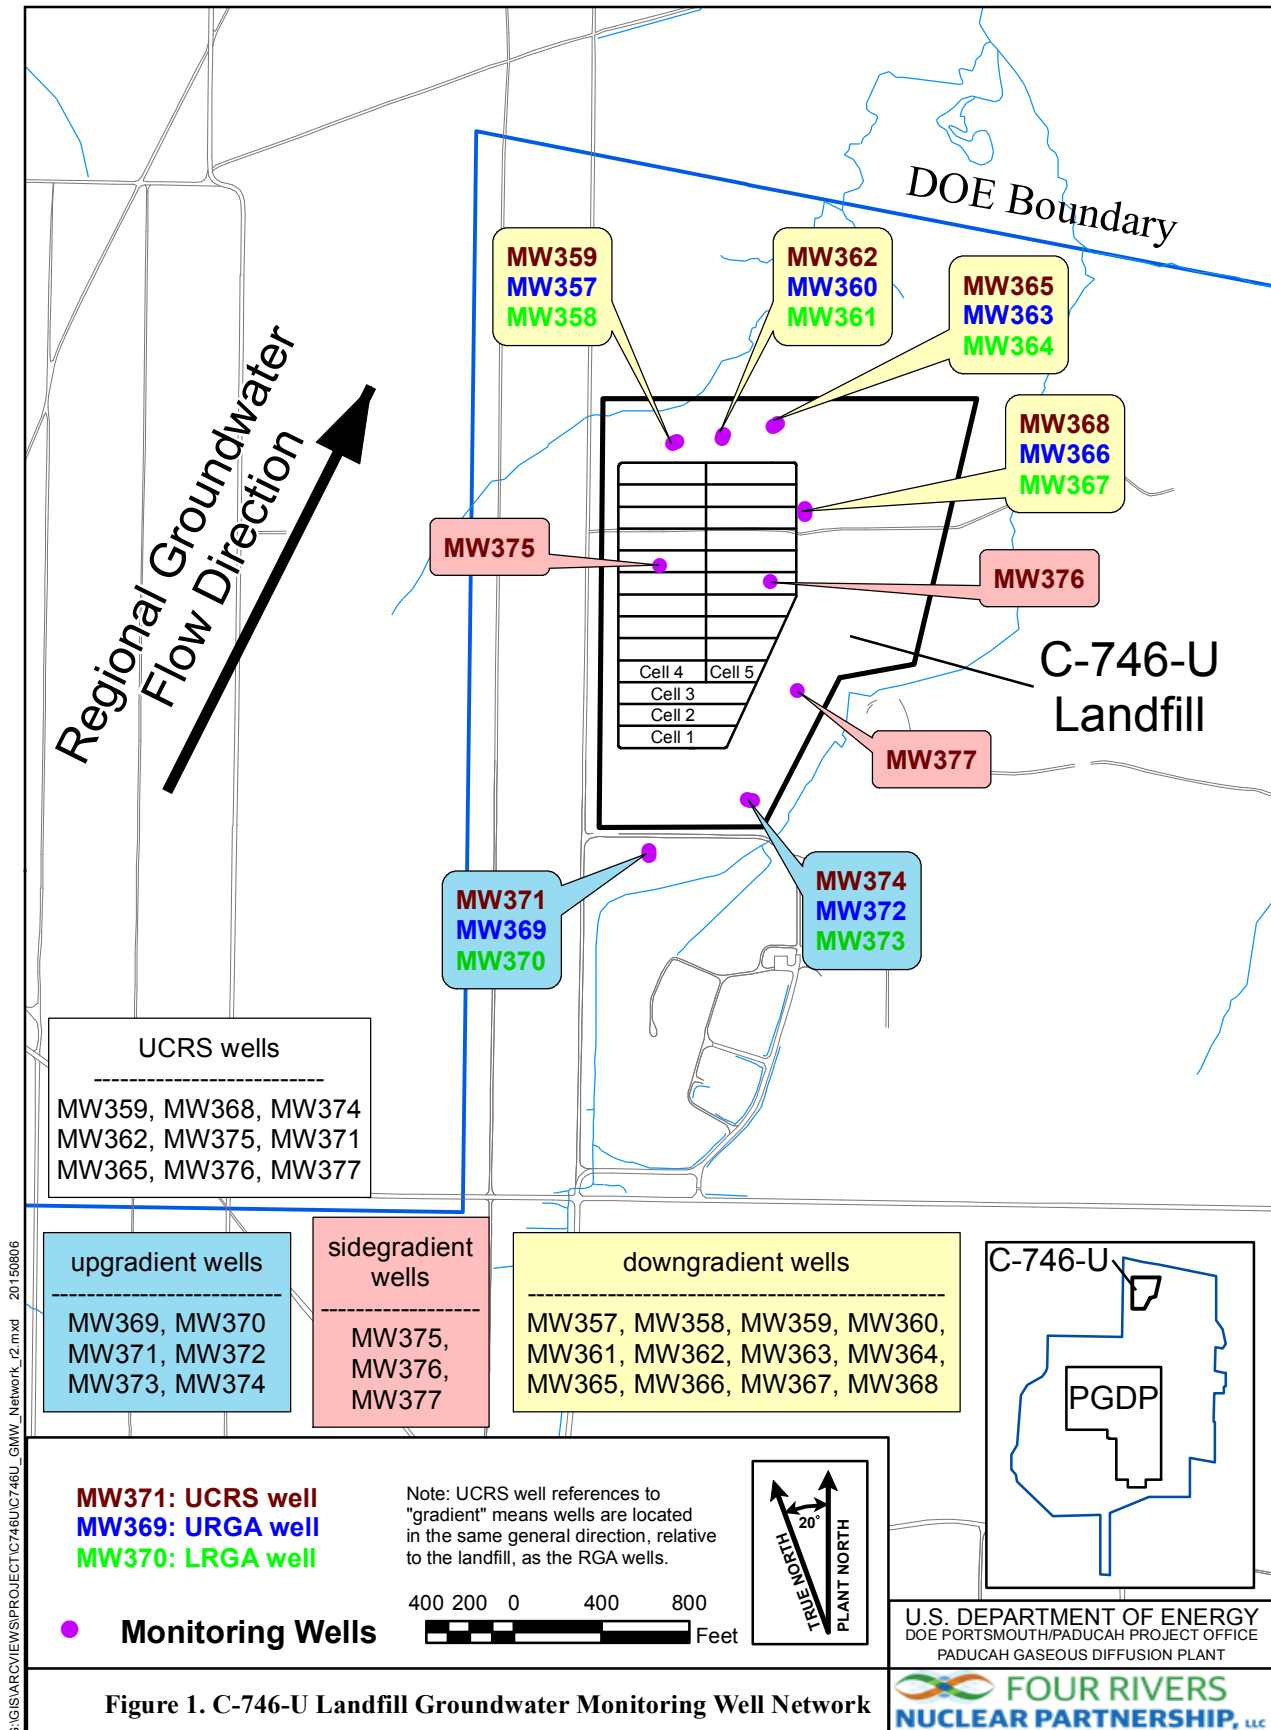 DOE Boundary
MW359
MW357
MW358
MW362
MW360
MW361
MW365
MW363
MW364
MW368
MW366
MW367
Regional Groundwater
Flow Direction
MW375
MW376
C-746-U
Landfill
Cell 4
Cell 5
Cell 3
Cell 2
Cell 1
MW377
MW371
MW369
MW370
MW374
MW372
MW373
UCRS wells
---------------------------
MW359, MW368, MW374
MW362, MW375, MW371
MW365, MW376, MW377
upgradient wells
---------------------------
MW369, MW370
MW371, MW372
MW373, MW374
sidegradient
wells
-------------------
MW375,
MW376,
MW377
downgradient wells
-------------------------------------------------
MW357, MW358, MW359, MW360,
MW361, MW362, MW363, MW364,
MW365, MW366, MW367, MW368
C-746-U
PGDP
MW371: UCRS well
MW369: URGA well
MW370: LRGA well
Monitoring Wells
Note: UCRS well references to
"gradient" means wells are located
in the same general direction, relative
to the landfill, as the RGA wells.
400 200 0 400 800
Feet
20°
TRUE NORTH
PLANT NORTH
U.S. DEPARTMENT OF ENERGY
DOE PORTSMOUTH/PADUCAH PROJECT OFFICE
PADUCAH GASEOUS DIFFUSION PLANT
FOUR RIVERS
NUCLEAR PARTNERSHIP, LLC
Figure 1. C-746-U Landfill Groundwater Monitoring Well Network
G:\GIS\ARCVIEWS\PROJECT\C746U\C746U_GMW_Network_r2.mxd 20150806